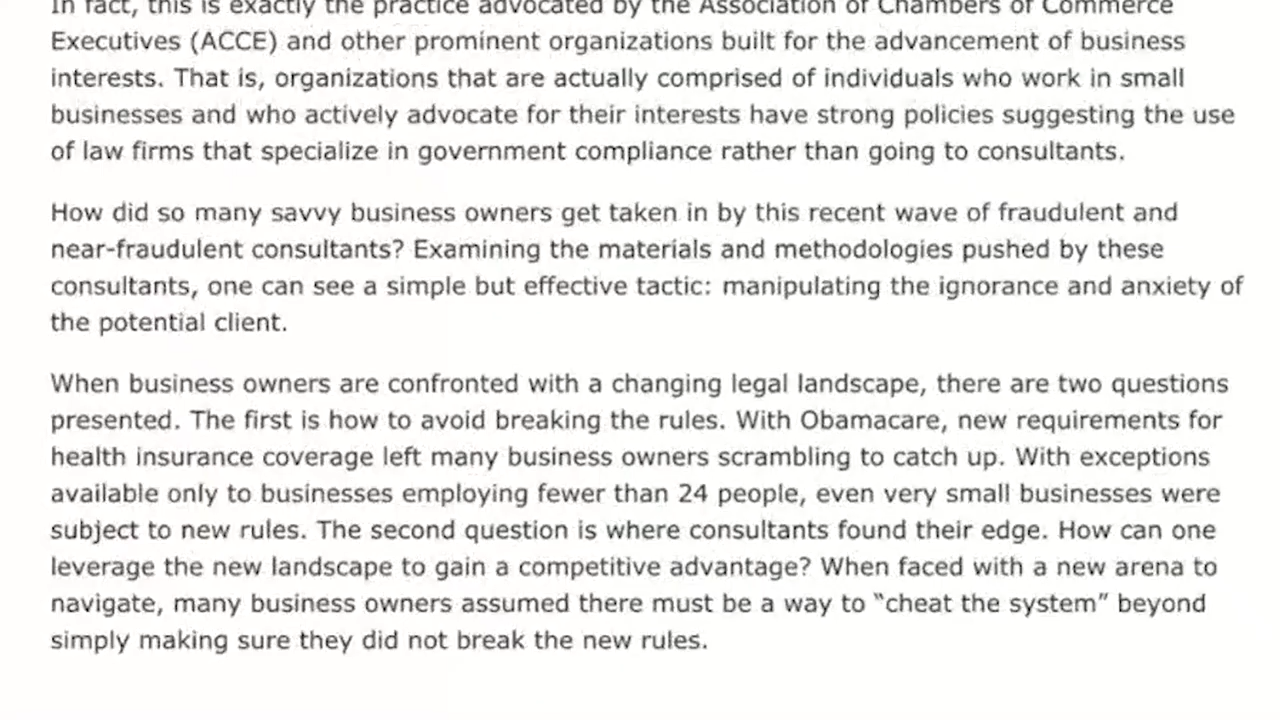 In fact, this is exactly the practice advocated by the Association of Chambers of Commerce
Executives (ACCE) and other prominent organizations built for the advancement of business
interests. That is, organizations that are actually comprised of individuals who work in small
businesses and who actively advocate for their interests have strong policies suggesting the use
of law firms that specialize in government compliance rather than going to consultants.
How did so many savvy business owners get taken in by this recent wave of fraudulent and
near-fraudulent consultants? Examining the materials and methodologies pushed by these
consultants, one can see a simple but effective tactic: manipulating the ignorance and anxiety of
the potential client.
When business owners are confronted with a changing legal landscape, there are two questions
presented. The first is how to avoid breaking the rules. With Obamacare, new requirements for
health insurance coverage left many business owners scrambling to catch up. With exceptions
available only to businesses employing fewer than 24 people, even very small businesses were
subject to new rules. The second question is where consultants found their edge. How can one
leverage the new landscape to gain a competitive advantage? When faced with a new arena to
navigate, many business owners assumed there must be a way to “cheat the system” beyond
simply making sure they did not break the new rules.